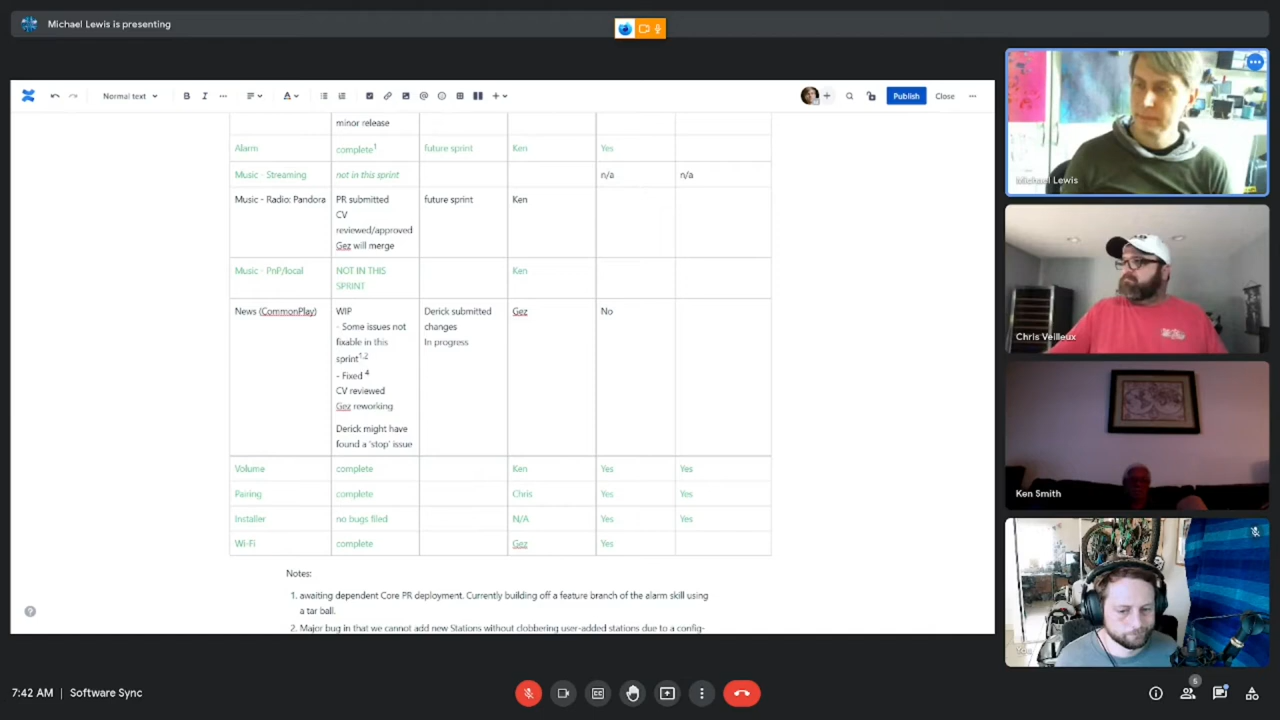 Michael Lewis is presenting
Normal text
Publish
Close
minor release
Alarm complete1 future sprint Ken Yes
Music - Streaming not in this sprint n/a n/a
Music - Radio: Pandora PR submitted future sprint Ken
CV
reviewed/approved
Gez will merge
Music - PnP/local NOT IN THIS Ken
SPRINT
News (CommonPlay) WIP Derick submitted Gez No
- Some issues not changes
fixable in this In progress
sprint1,2
- Fixed 4
CV reviewed
Gez reworking
Derick might have
found a 'stop' issue
Volume complete Ken Yes Yes
Pairing complete Chris Yes Yes
Installer no bugs filed N/A Yes Yes
Wi-Fi complete Gez Yes
Notes:
1. awaiting dependent Core PR deployment. Currently building off a feature branch of the alarm skill using
a tar ball.
2. Major bug in that we cannot add new Stations without clobbering user-added stations due to a config-
Michael Lewis
Chris Veilleux
Ken Smith
You
7:42 AM | Software Sync
5